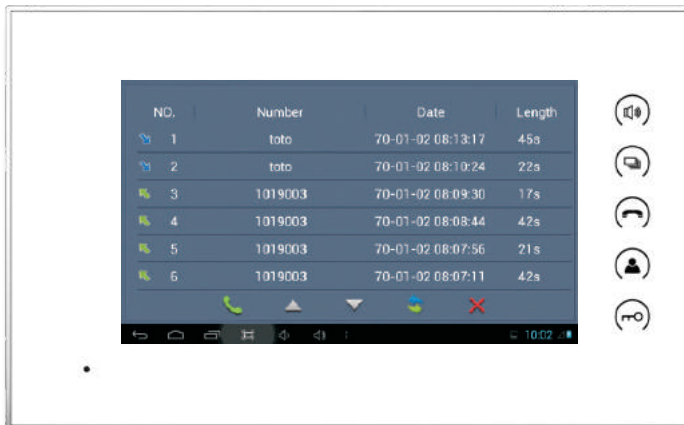 NO. Number Date Length
1 toto 70-01-02 08:13:17 45s
2 toto 70-01-02 08:10:24 22s
3 1019003 70-01-02 08:09:30 17s
4 1019003 70-01-02 08:08:44 42s
5 1019003 70-01-02 08:07:56 21s
6 1019003 70-01-02 08:07:11 42s
10:02